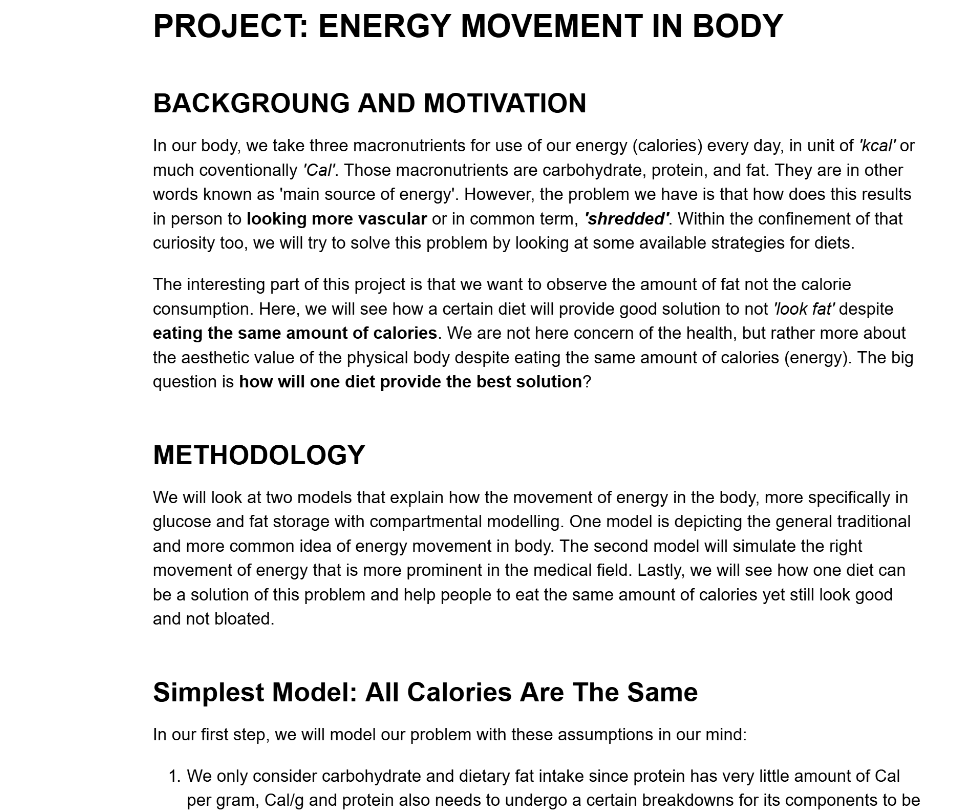 PROJECT: ENERGY MOVEMENT IN BODY
BACKGROUNG AND MOTIVATION
In our body, we take three macronutrients for use of our energy (calories) every day, in unit of 'kcal' or
much coventionally 'Cal'. Those macronutrients are carbohydrate, protein, and fat. They are in other
words known as 'main source of energy'. However, the problem we have is that how does this results
in person to looking more vascular or in common term, 'shredded'. Within the confinement of that
curiosity too, we will try to solve this problem by looking at some available strategies for diets.
The interesting part of this project is that we want to observe the amount of fat not the calorie
consumption. Here, we will see how a certain diet will provide good solution to not 'look fat' despite
eating the same amount of calories. We are not here concern of the health, but rather more about
the aesthetic value of the physical body despite eating the same amount of calories (energy). The big
question is how will one diet provide the best solution?
METHODOLOGY
We will look at two models that explain how the movement of energy in the body, more specifically in
glucose and fat storage with compartmental modelling. One model is depicting the general traditional
and more common idea of energy movement in body. The second model will simulate the right
movement of energy that is more prominent in the medical field. Lastly, we will see how one diet can
be a solution of this problem and help people to eat the same amount of calories yet still look good
and not bloated.
Simplest Model: All Calories Are The Same
In our first step, we will model our problem with these assumptions in our mind:
1. We only consider carbohydrate and dietary fat intake since protein has very little amount of Cal
per gram, Cal/g and protein also needs to undergo a certain breakdowns for its components to be